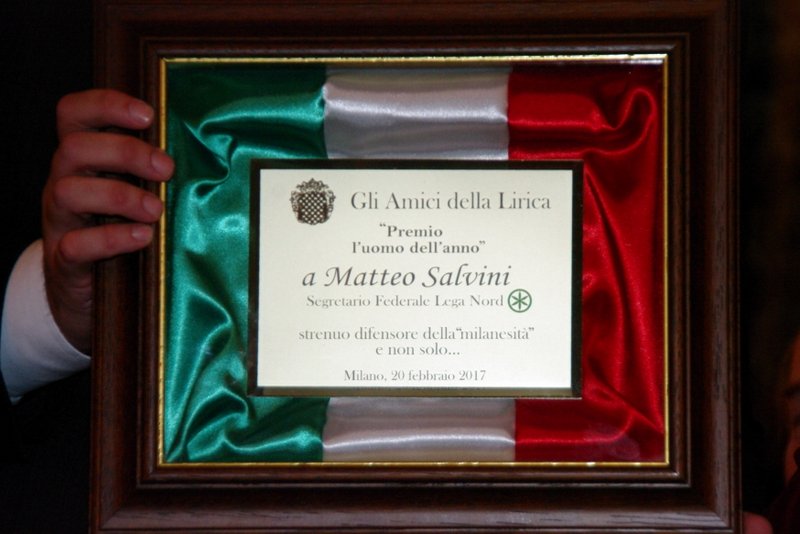 Gli Amici della Lirica
"Premio
l'uomo dell'anno"
a Matteo Salvini
Segretario Federale Lega Nord
strenuo difensore della "milanesità"
e non solo...
Milano, 20 febbraio 2017